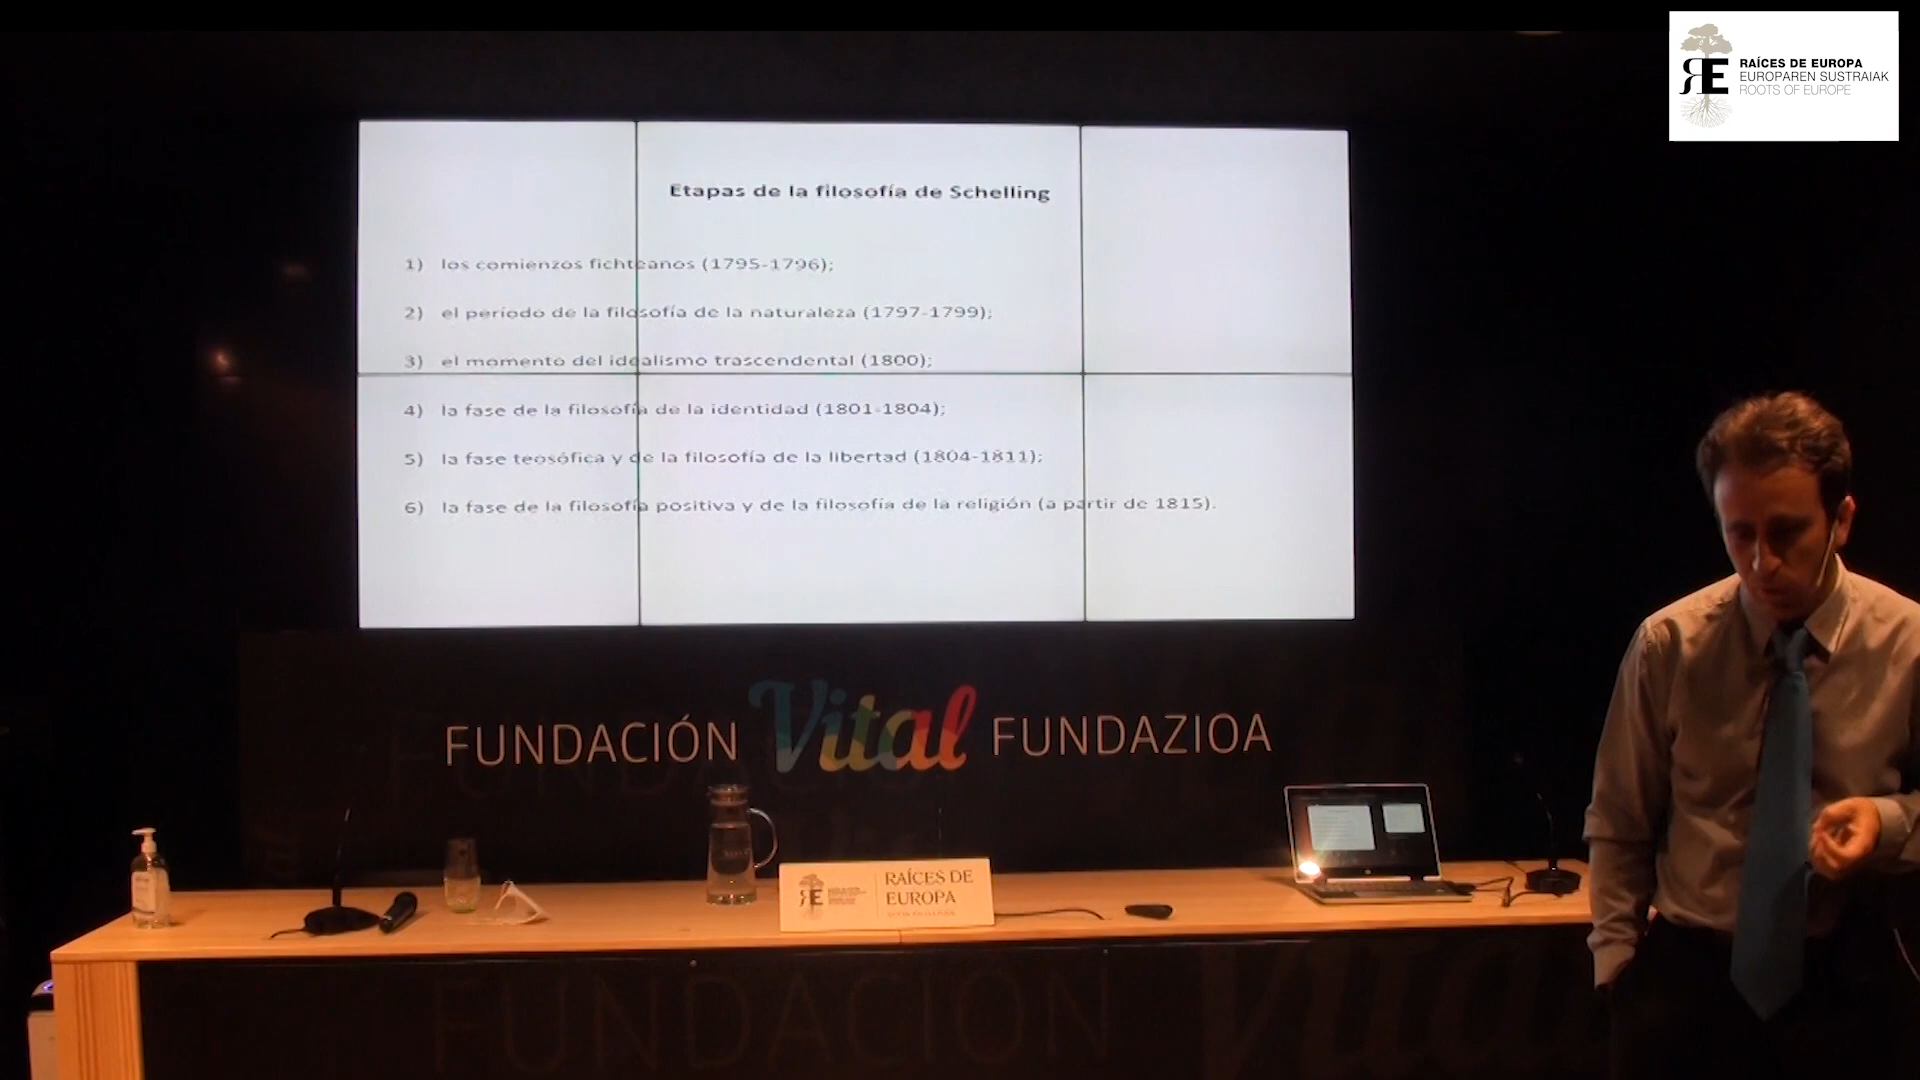 RAÍCES DE EUROPA
EUROPAREN SUSTRAIAK
ROOTS OF EUROPE
Etapas de la filosofía de Schelling
1) los comienzos fichteanos (1795-1796);
2) el período de la filosofía de la naturaleza (1797-1799);
3) el momento del idealismo trascendental (1800);
4) la fase de la filosofía de la identidad (1801-1804);
5) la fase teosófica y de la filosofía de la libertad (1804-1811);
6) la fase de la filosofía positiva y de la filosofía de la religión (a partir de 1815).
FUNDACIÓN Vital FUNDAZIOA
RAÍCES DE
EUROPA
FUNDACIÓN Vital